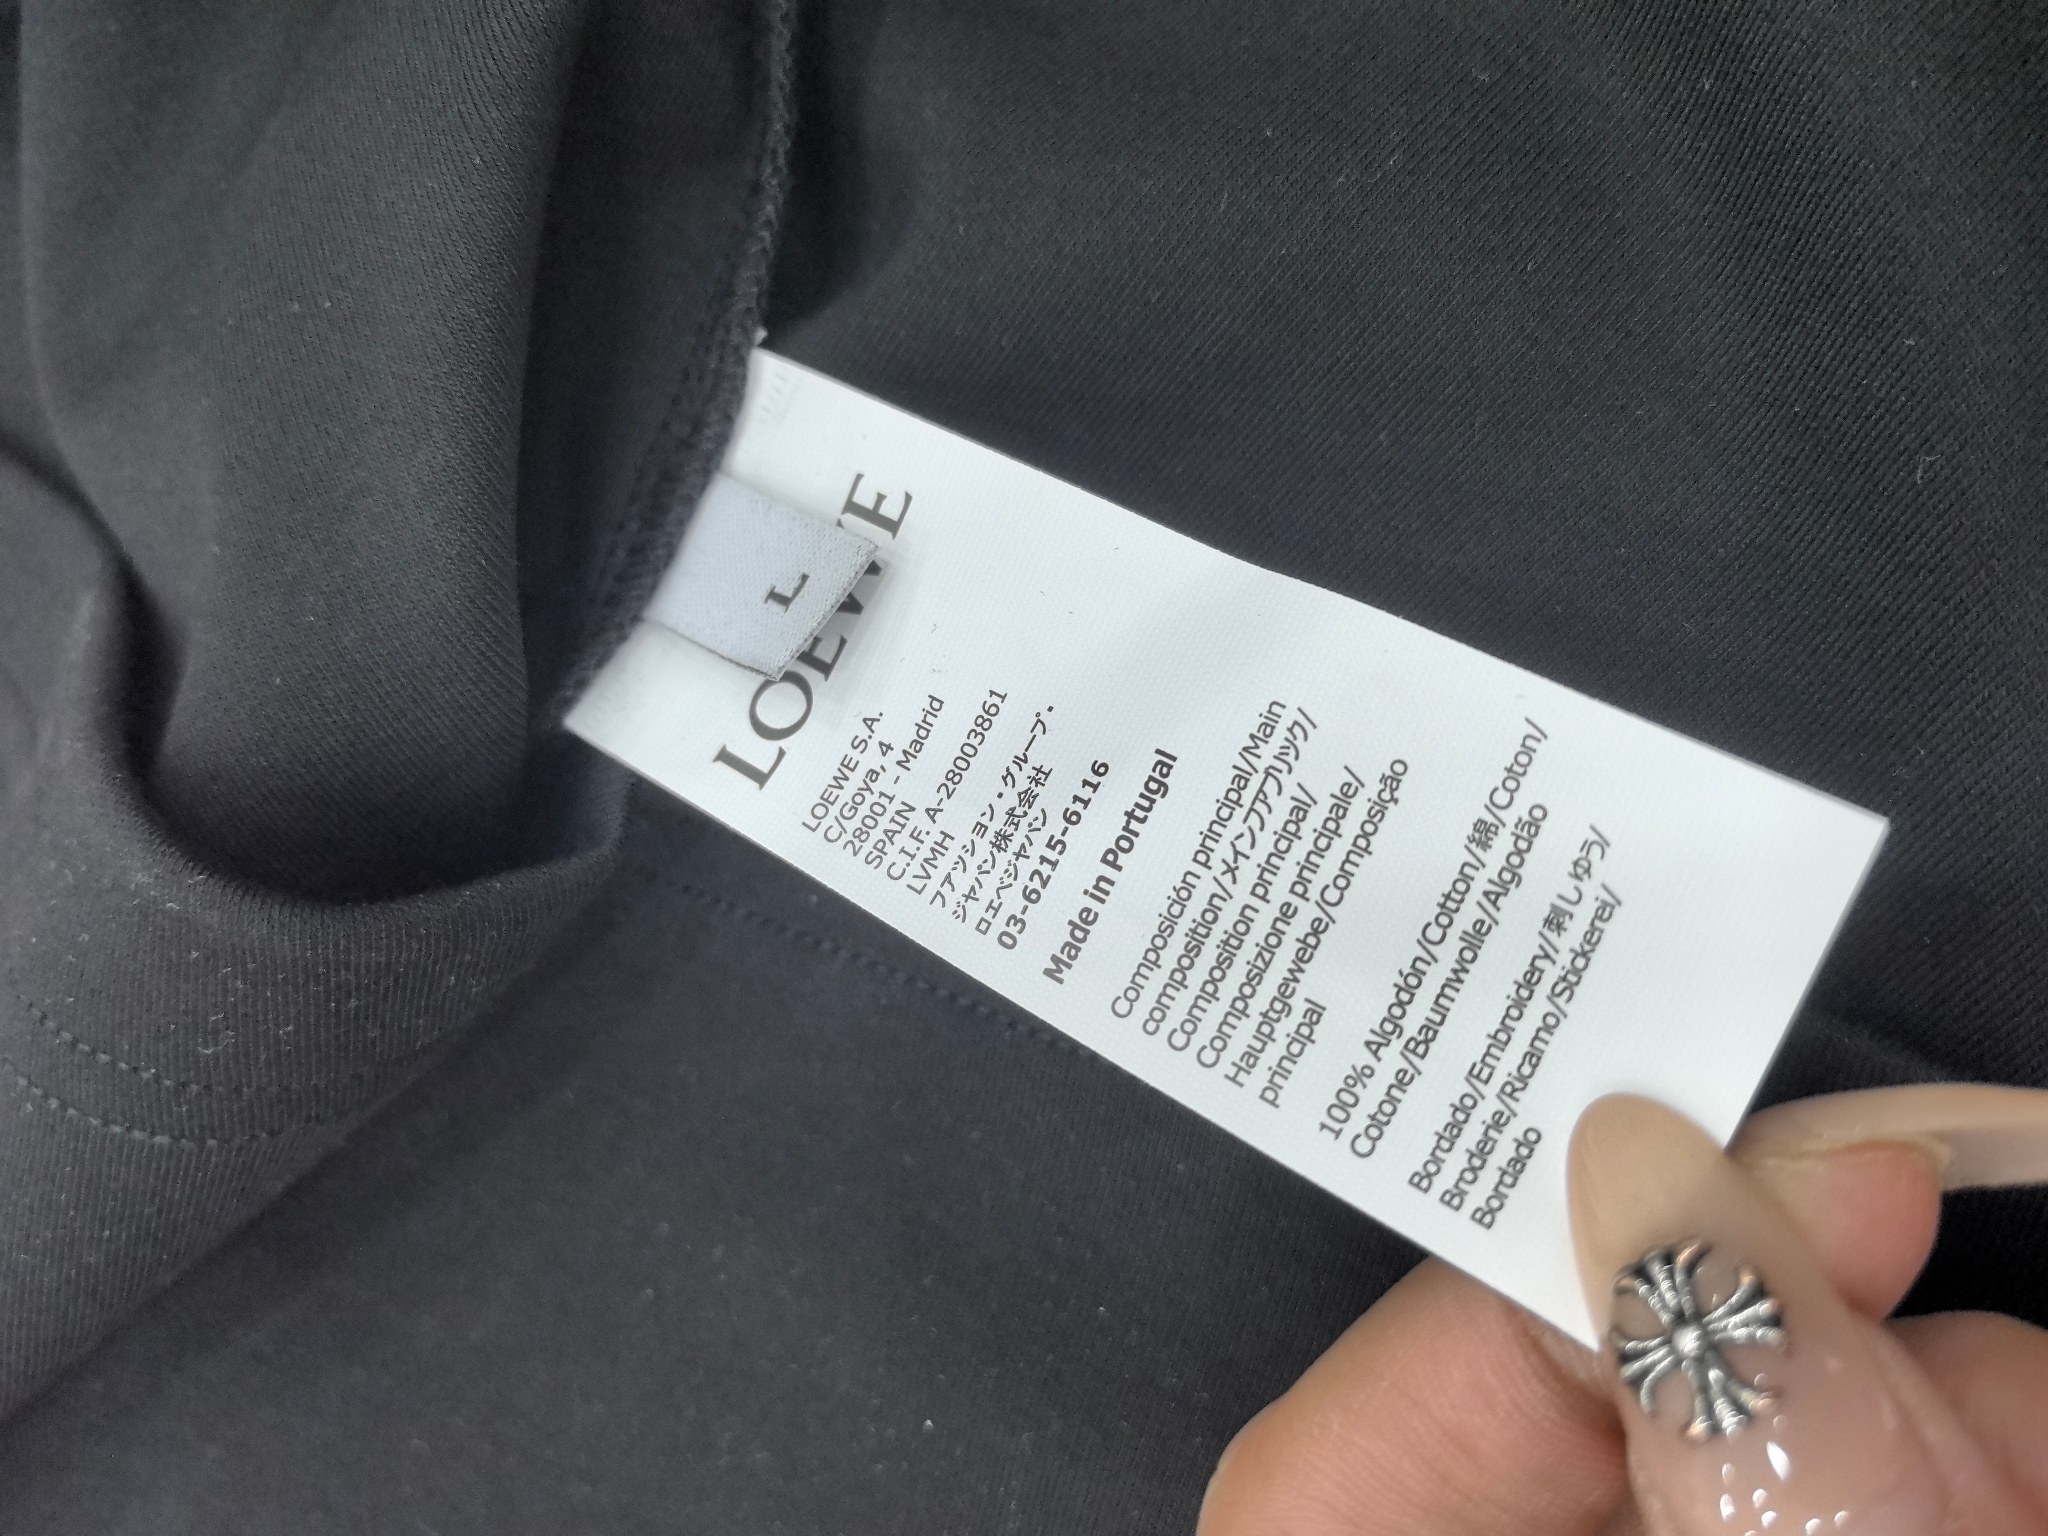 L
LOEWE
LOEWE S.A.
C/Goya, 4
28001 - Madrid
SPAIN
C.I.F. A-28003861
LVMH
ファッション・グループ・
ジャパン株式会社
ロエベジャパン
03-6215-6116
Made in Portugal
Composición principal/Main
composition/メインファブリック/
Composition principal/
Composizione principale/
Hauptgewebe/Composição
principal
100% Algodón/Cotton/綿/Coton/
Cotone/Baumwolle/Algodão
Bordado/Embroidery/刺しゆう/
Broderie/Ricamo/Stickerei/
Bordado